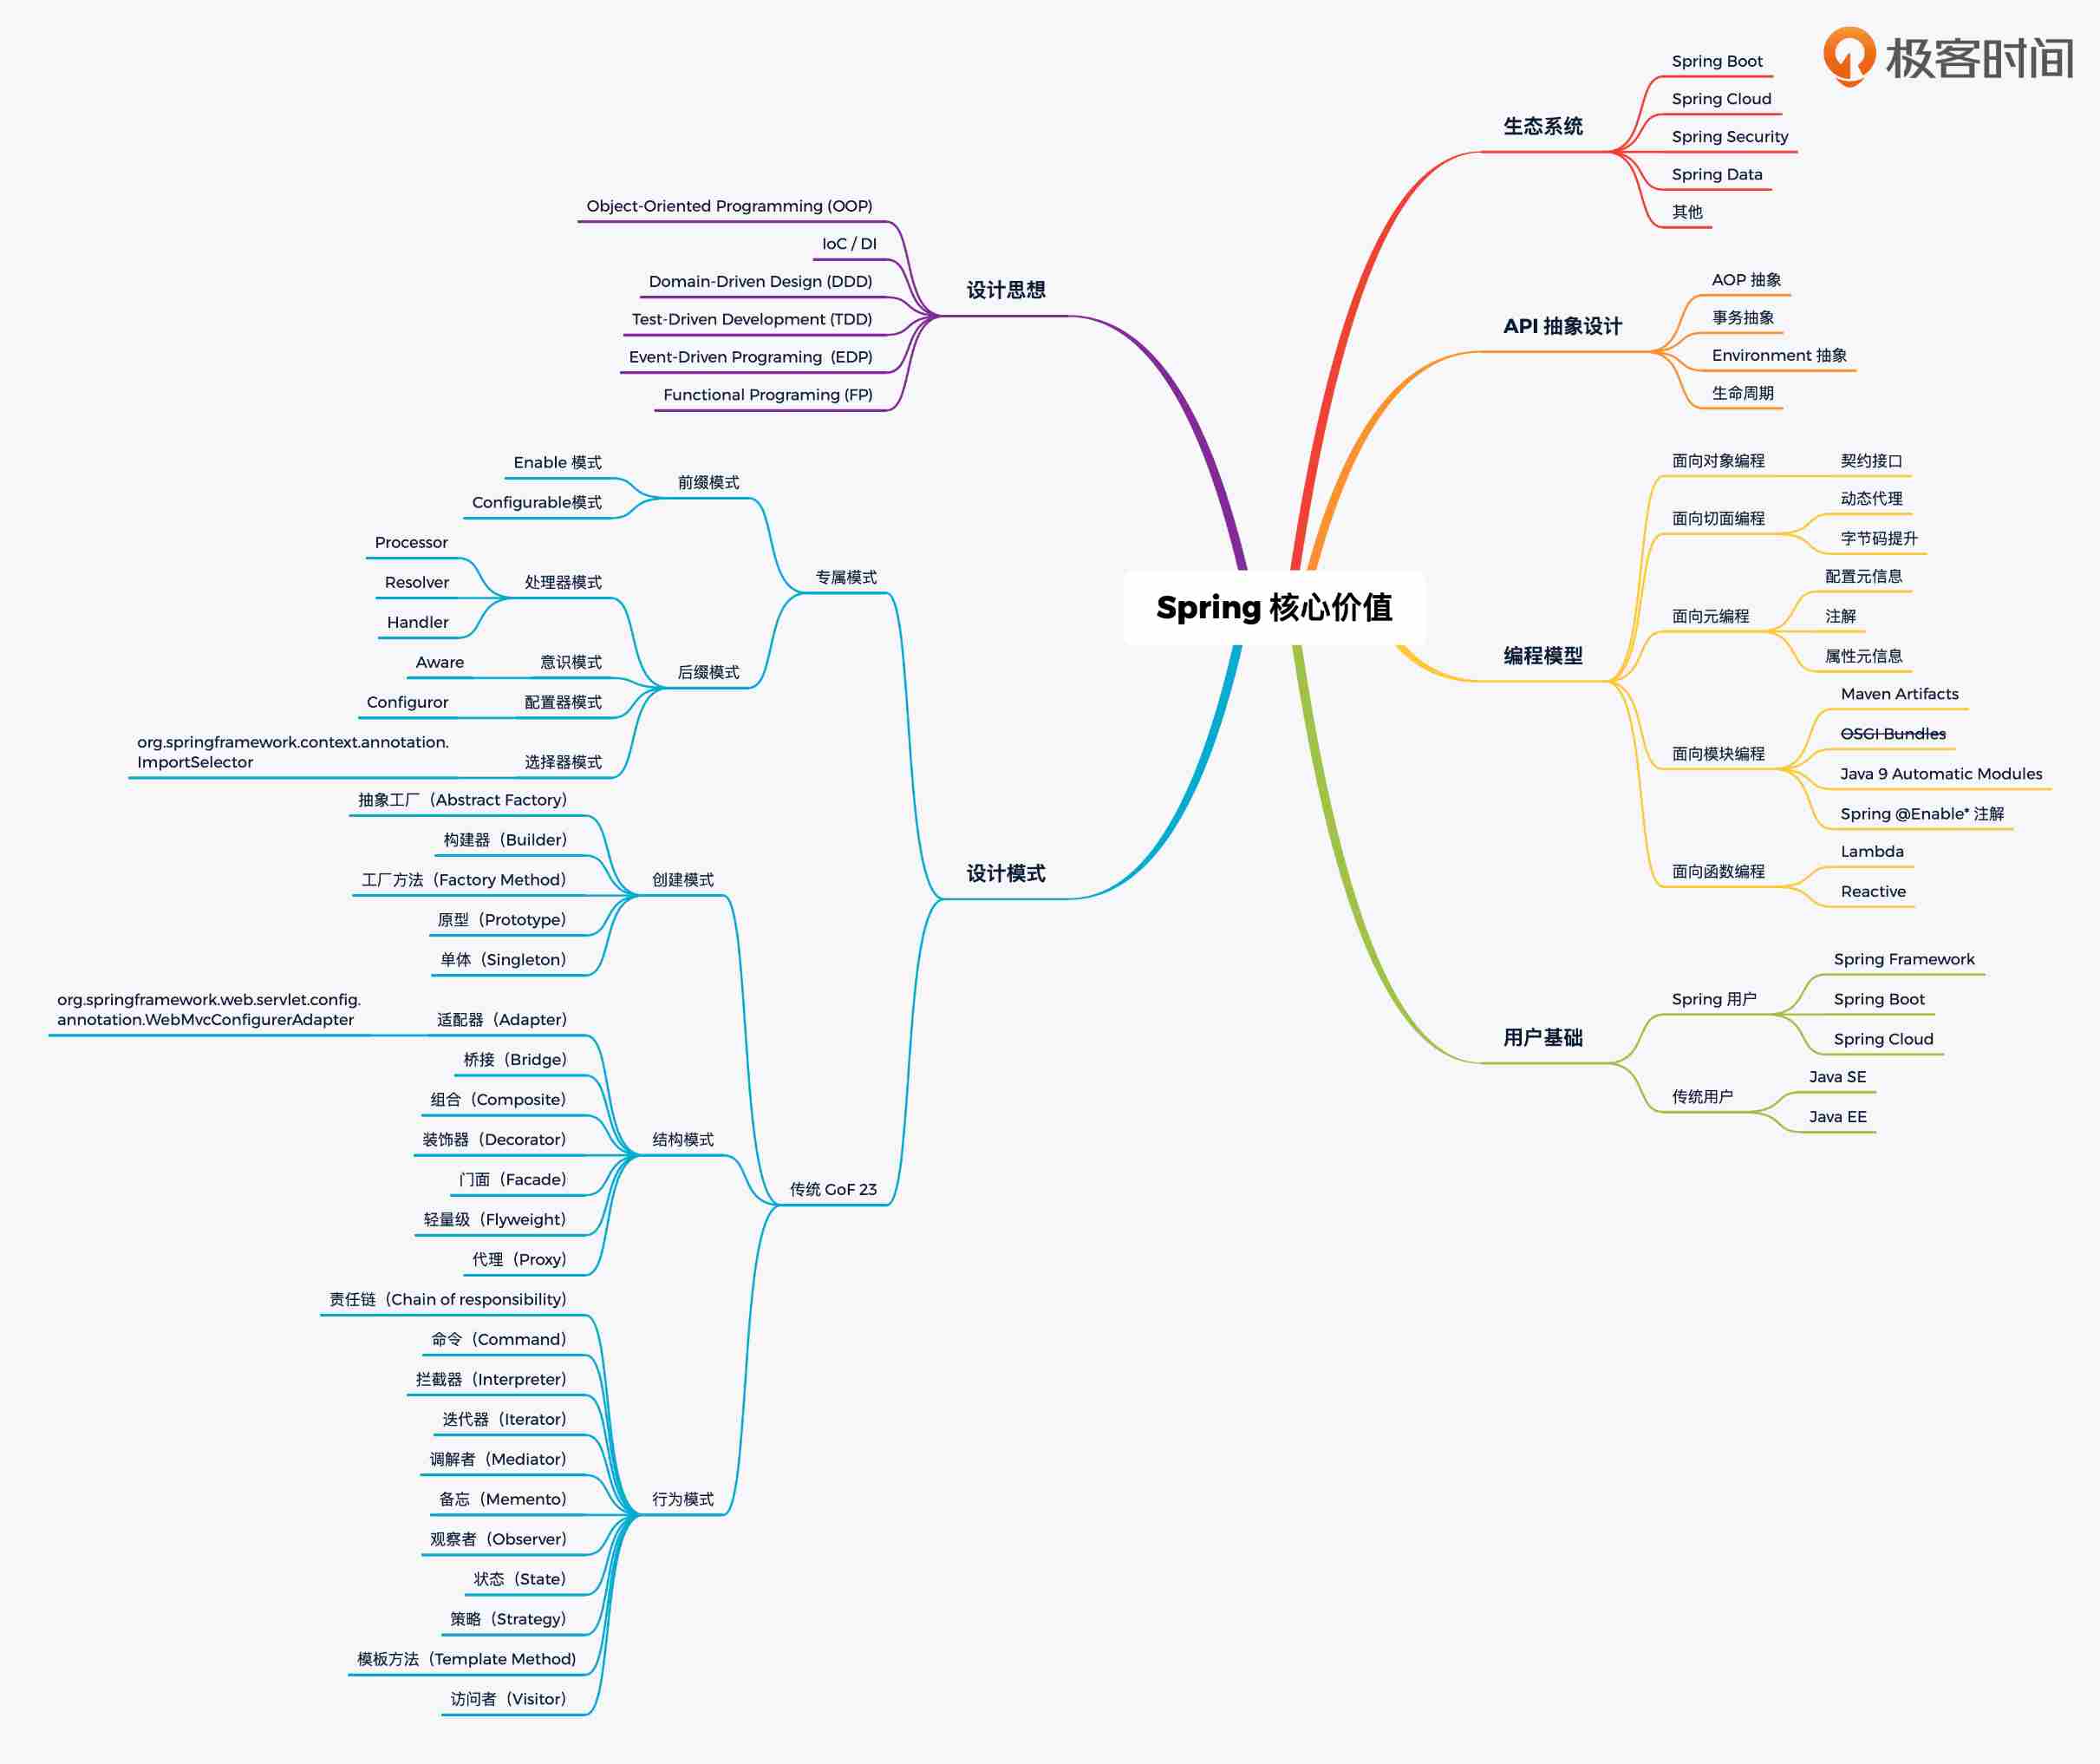 极客时间
Spring 核心价值
生态系统
Spring Boot
Spring Cloud
Spring Security
Spring Data
其他
API 抽象设计
AOP 抽象
事务抽象
Environment 抽象
生命周期
编程模型
面向对象编程
契约接口
面向切面编程
动态代理
字节码提升
面向元编程
配置元信息
注解
属性元信息
面向模块编程
Maven Artifacts
OSGI Bundles
Java 9 Automatic Modules
Spring @Enable* 注解
面向函数编程
Lambda
Reactive
用户基础
Spring 用户
Spring Framework
Spring Boot
Spring Cloud
传统用户
Java SE
Java EE
设计思想
Object-Oriented Programming (OOP)
IoC / DI
Domain-Driven Design (DDD)
Test-Driven Development (TDD)
Event-Driven Programing (EDP)
Functional Programing (FP)
设计模式
专属模式
前缀模式
Enable 模式
Configurable模式
后缀模式
处理器模式
Processor
Resolver
Handler
意识模式
Aware
配置器模式
Configuror
选择器模式
org.springframework.context.annotation.
ImportSelector
传统 GoF 23
创建模式
抽象工厂（Abstract Factory）
构建器（Builder）
工厂方法（Factory Method）
原型（Prototype）
单体（Singleton）
结构模式
适配器（Adapter）
org.springframework.web.servlet.config.
annotation.WebMvcConfigurerAdapter
桥接（Bridge）
组合（Composite）
装饰器（Decorator）
门面（Facade）
轻量级（Flyweight）
代理（Proxy）
行为模式
责任链（Chain of responsibility）
命令（Command）
拦截器（Interpreter）
迭代器（Iterator）
调解者（Mediator）
备忘（Memento）
观察者（Observer）
状态（State）
策略（Strategy）
模板方法（Template Method）
访问者（Visitor）